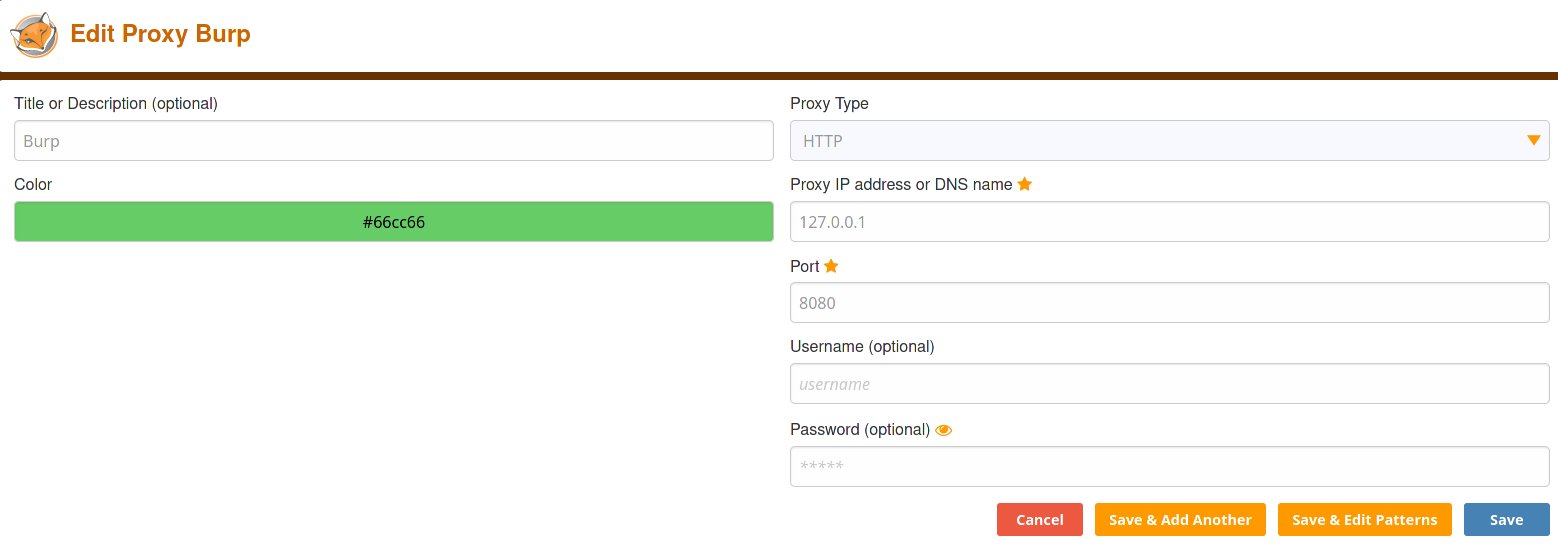 Edit Proxy Burp
Title or Description (optional)
Burp
Color
#66cc66
Proxy Type
HTTP
Proxy IP address or DNS name
127.0.0.1
Port
8080
Username (optional)
username
Password (optional)
*****
Cancel
Save & Add Another
Save & Edit Patterns
Save